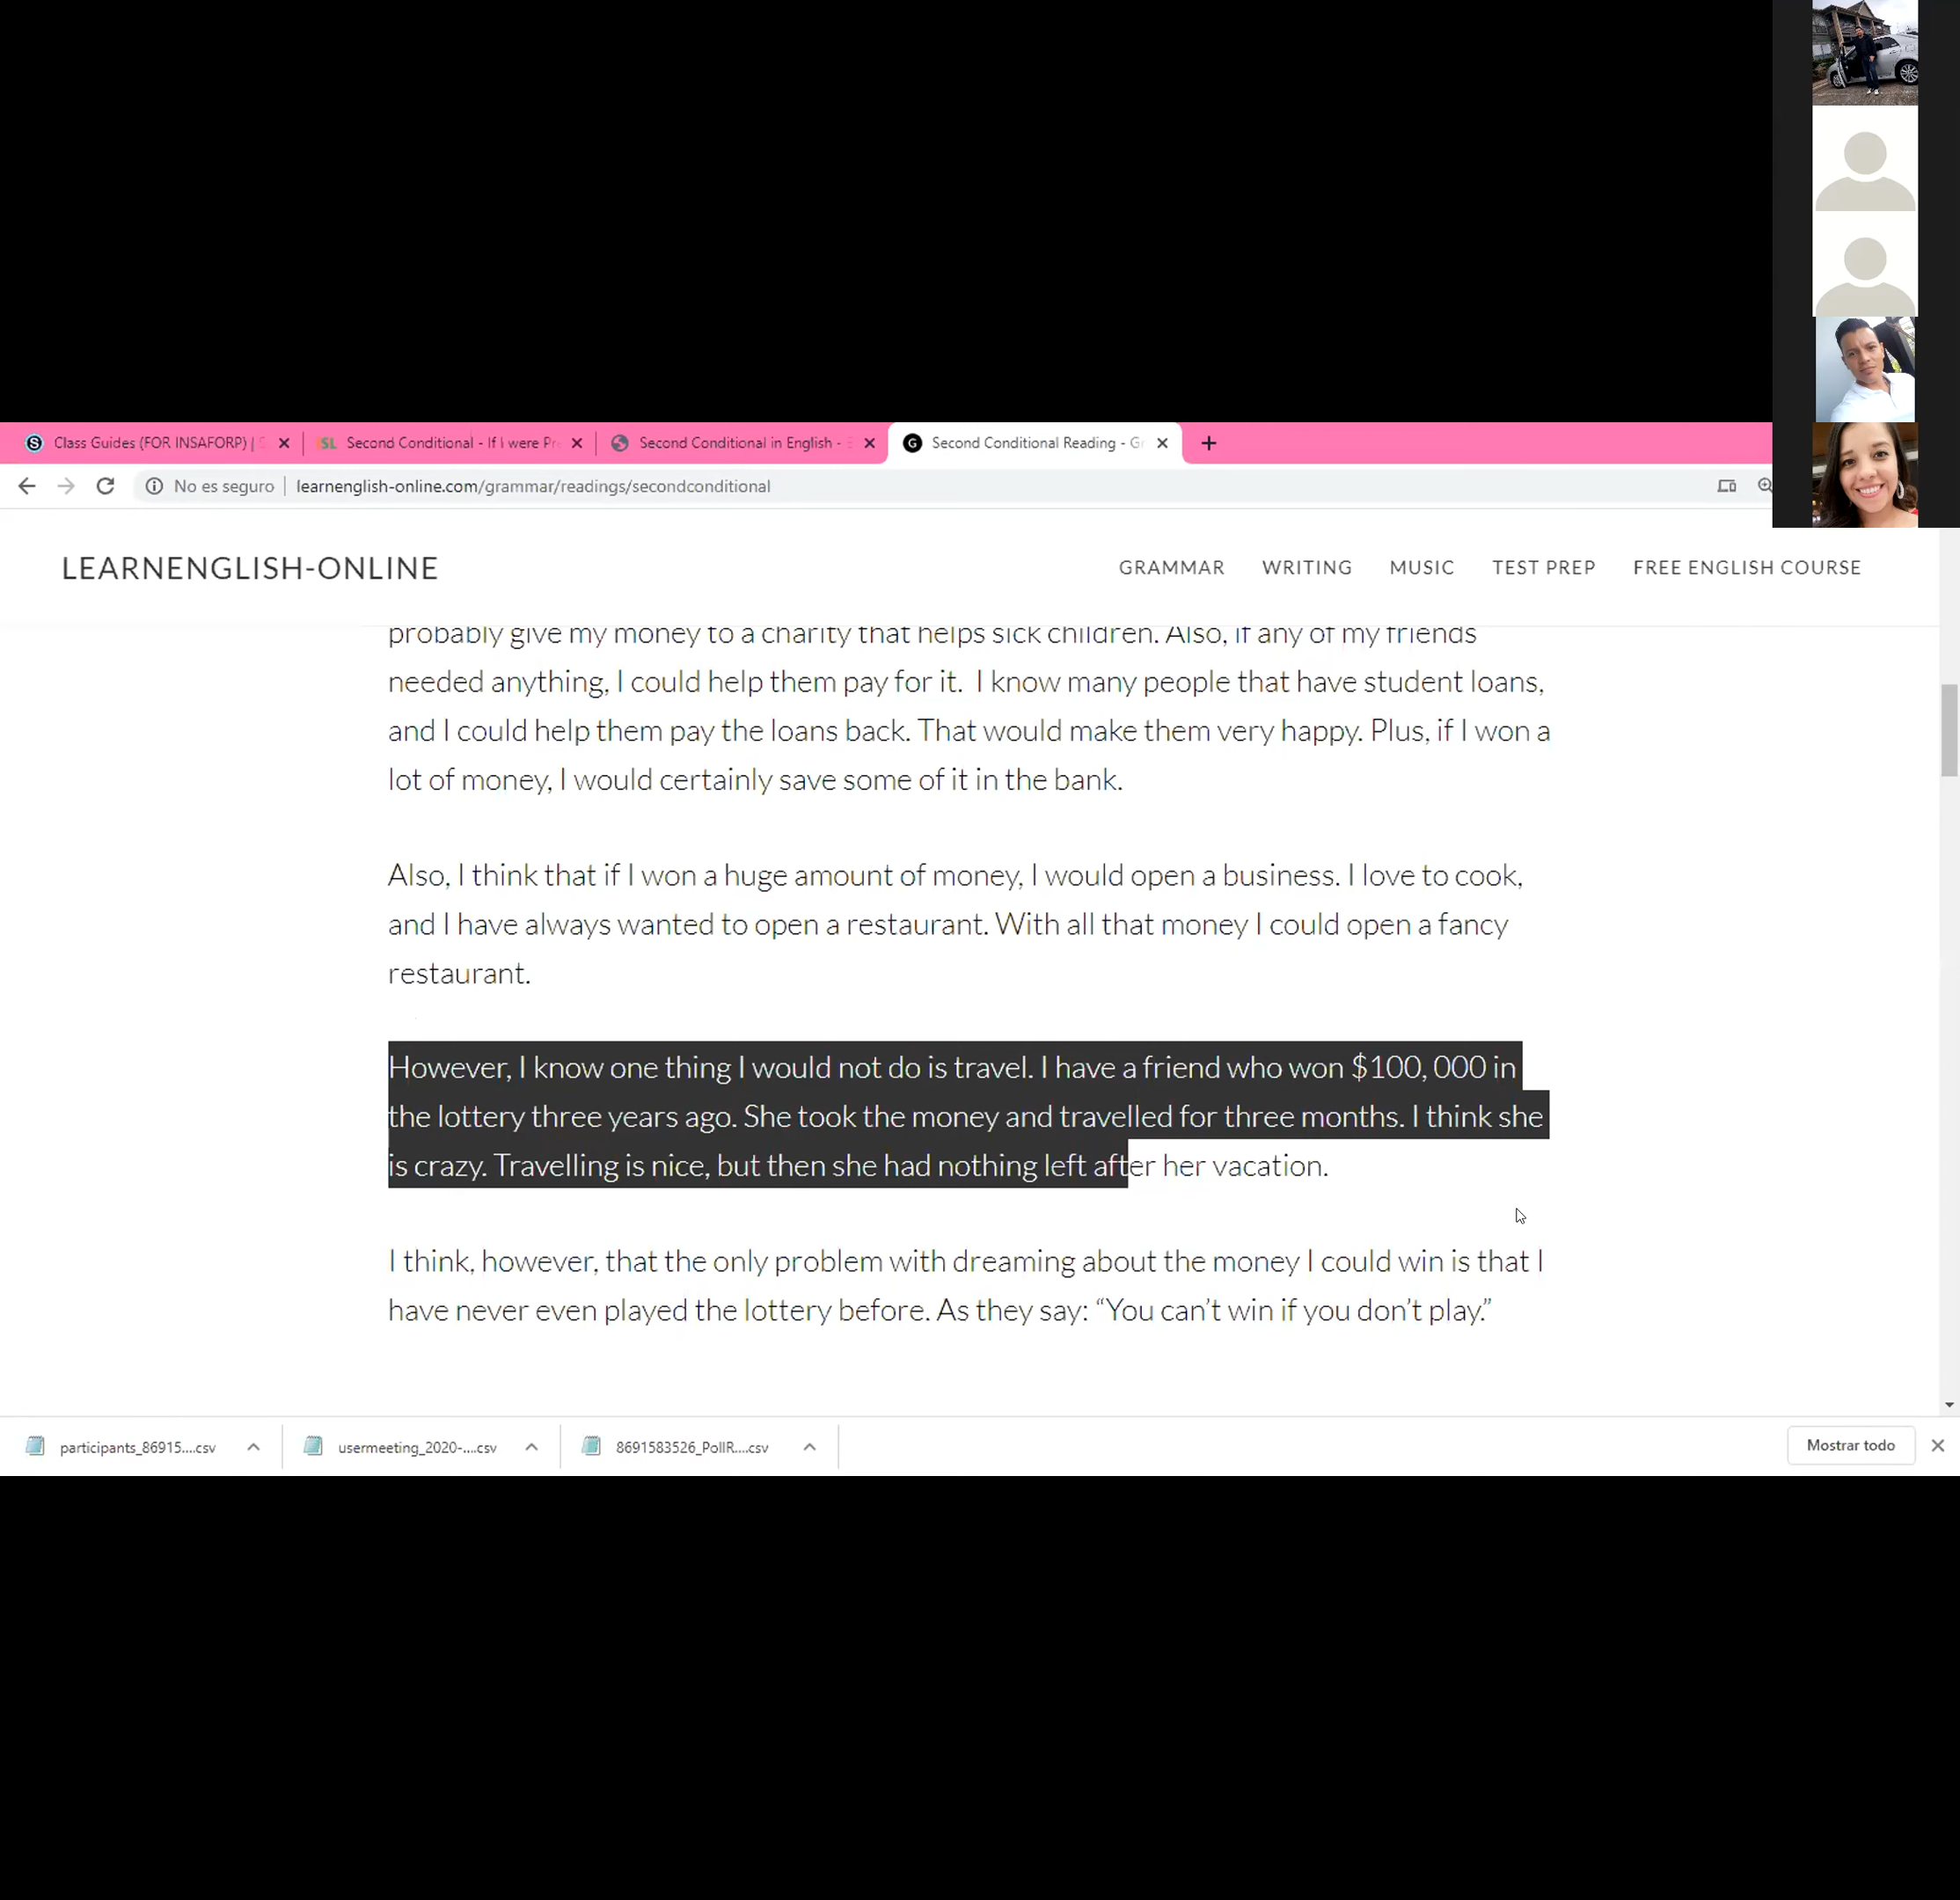 Class Guides (FOR INSAFORP) |
SL Second Conditional - If I were Pr
Second Conditional in English -
G Second Conditional Reading - Gr
No es seguro learnenglish-online.com/grammar/readings/secondconditional
LEARNENGLISH-ONLINE
GRAMMAR WRITING MUSIC TEST PREP FREE ENGLISH COURSE
probably give my money to a charity that helps sick children. Also, if any of my friends
needed anything, I could help them pay for it. I know many people that have student loans,
and I could help them pay the loans back. That would make them very happy. Plus, if I won a
lot of money, I would certainly save some of it in the bank.
Also, I think that if I won a huge amount of money, I would open a business. I love to cook,
and I have always wanted to open a restaurant. With all that money I could open a fancy
restaurant.
However, I know one thing I would not do is travel. I have a friend who won $100, 000 in
the lottery three years ago. She took the money and travelled for three months. I think she
is crazy. Travelling is nice, but then she had nothing left after her vacation.
I think, however, that the only problem with dreaming about the money I could win is that I
have never even played the lottery before. As they say: “You can’t win if you don’t play.”
participants_86915....csv
usermeeting_2020-....csv
8691583526_PollR....csv
Mostrar todo